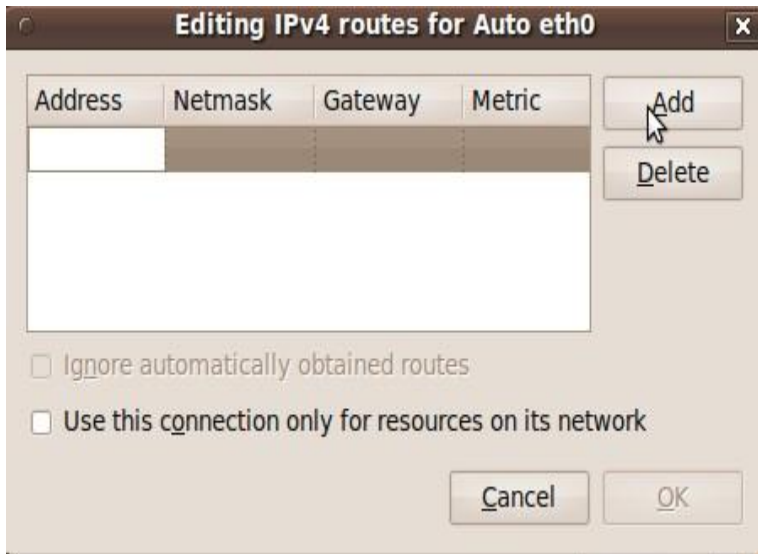 Editing IPv4 routes for Auto eth0
Address Netmask Gateway Metric
Add
Delete
Ignore automatically obtained routes
Use this connection only for resources on its network
Cancel OK